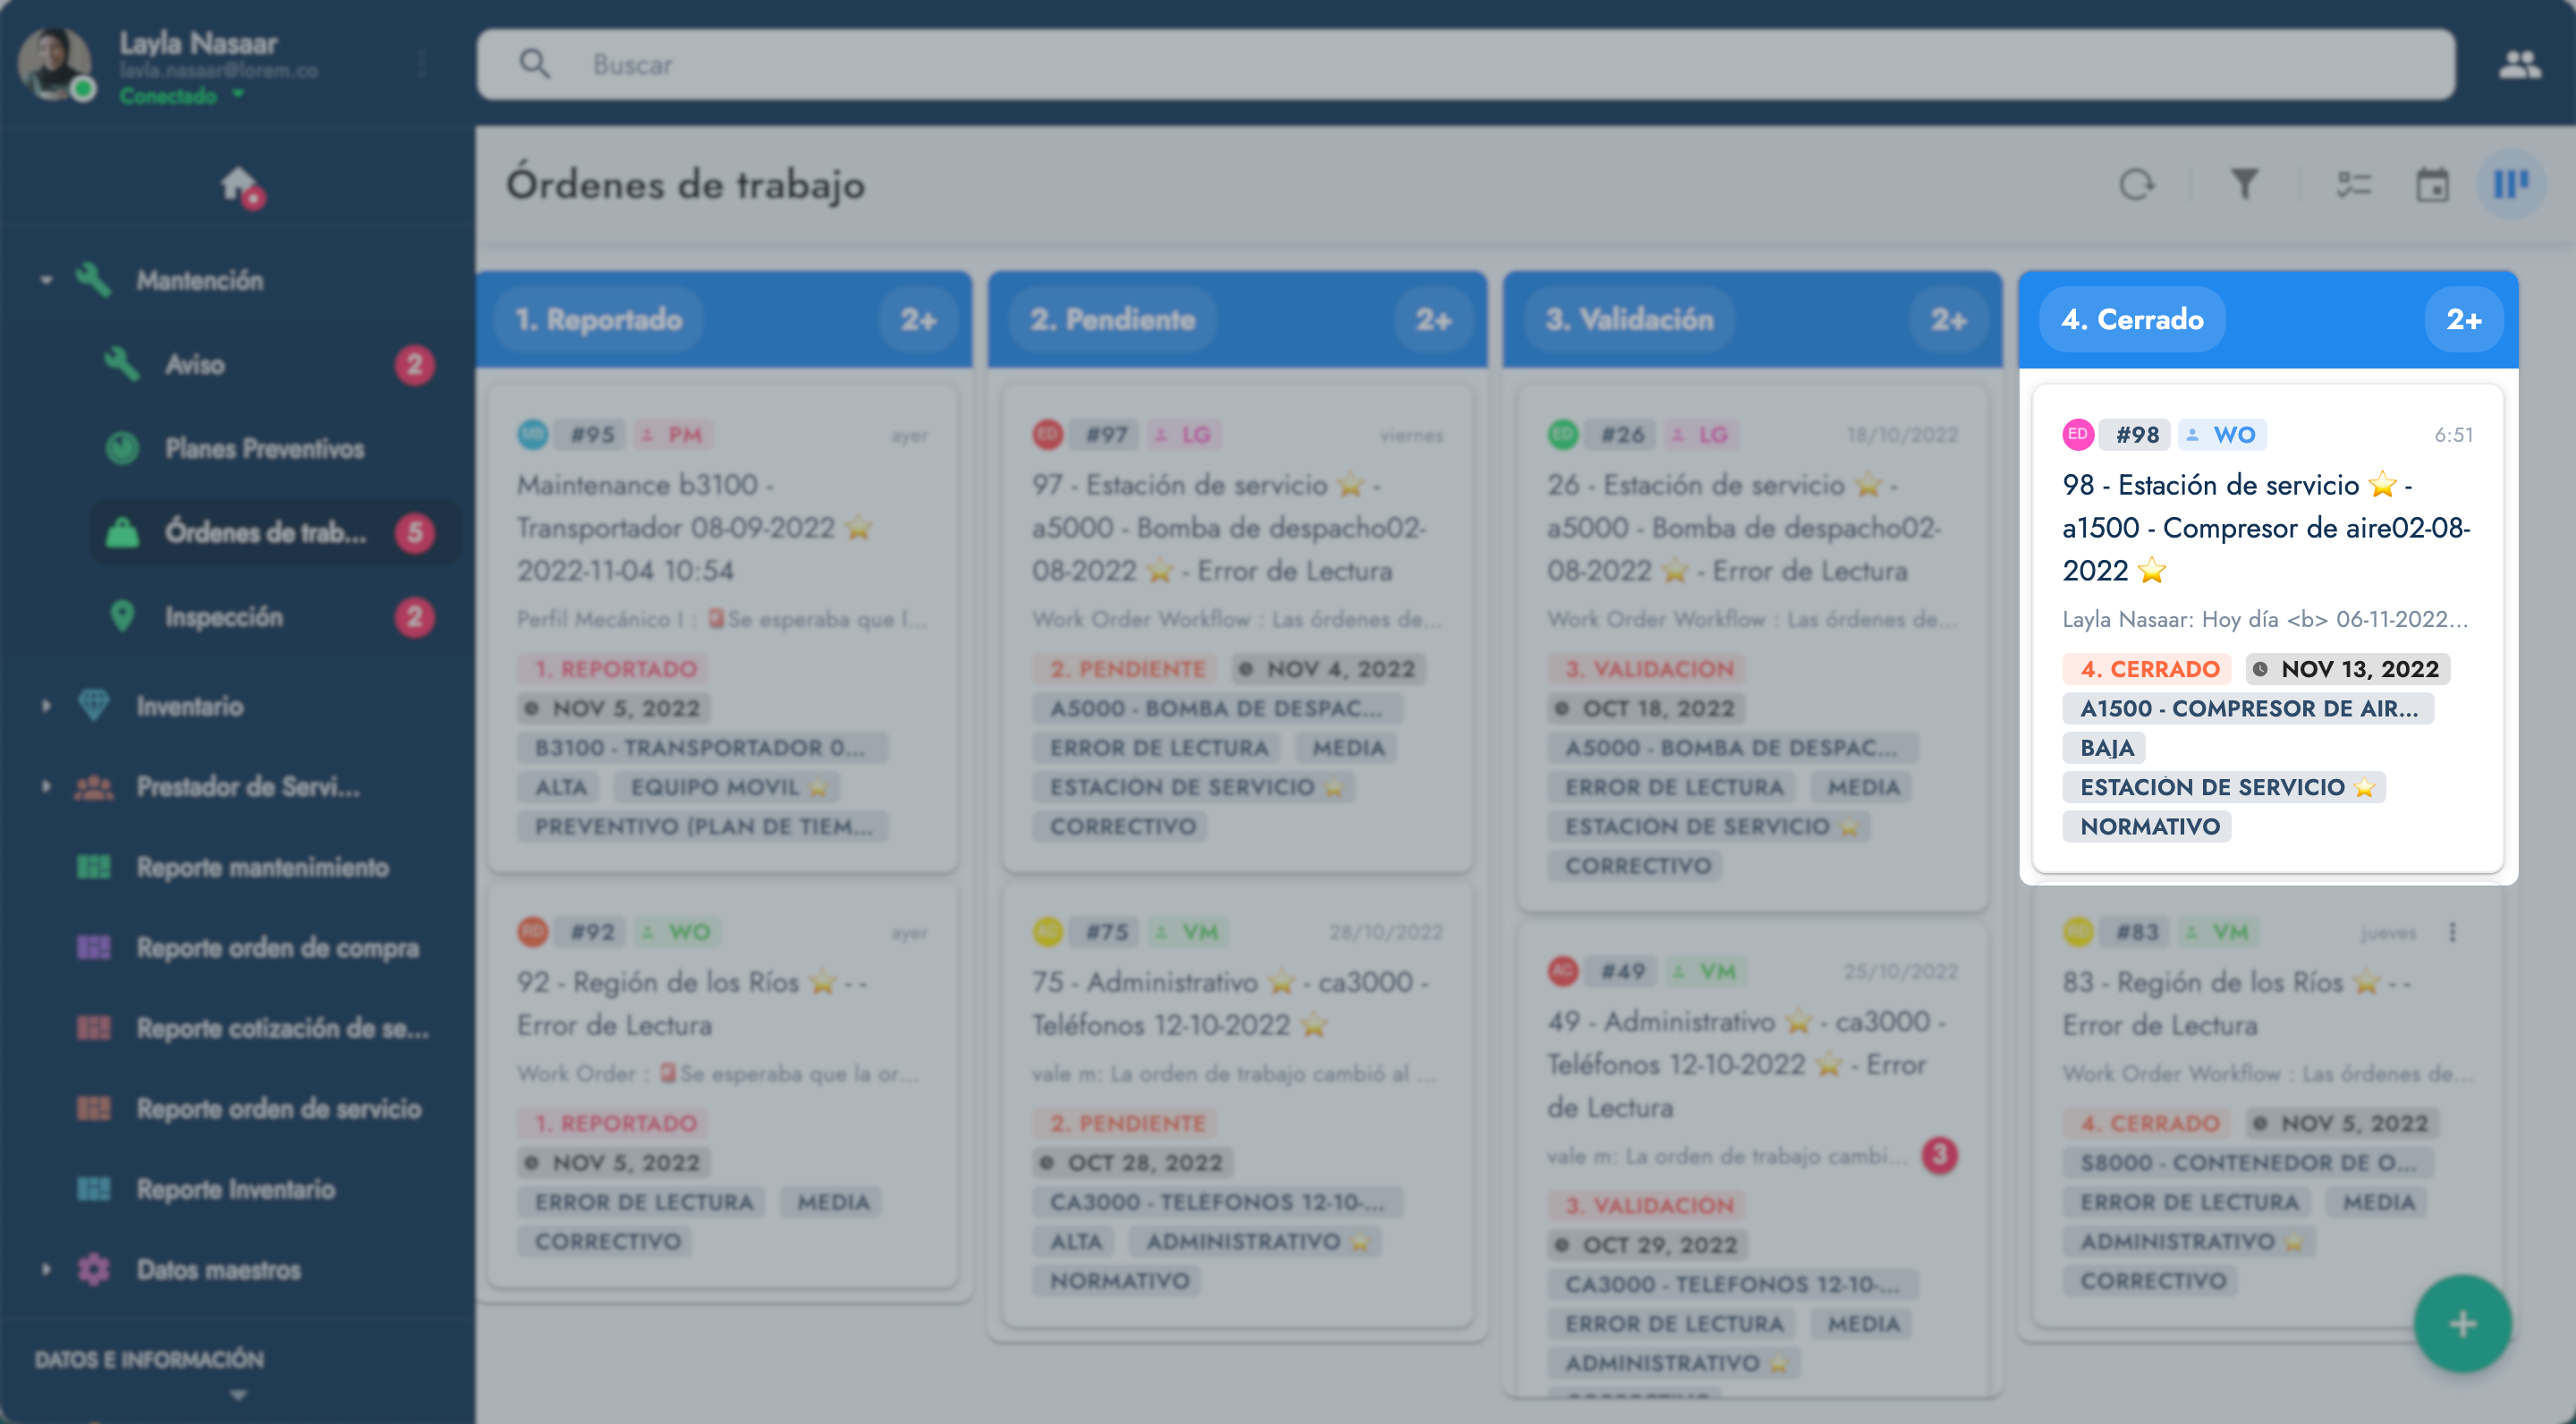 Layla Nasaar
layla.nasaar@lorem.co
Conectado
Buscar
Mantención
Aviso 2
Planes Preventivos
Órdenes de trab... 5
Inspección 2
Inventario
Prestador de Servi...
Reporte mantenimiento
Reporte orden de compra
Reporte cotización de se...
Reporte orden de servicio
Reporte Inventario
Datos maestros
DATOS E INFORMACIÓN
Órdenes de trabajo
1. Reportado 2+
#95 PM ayer
Maintenance b3100 -
Transportador 08-09-2022 ⭐
2022-11-04 10:54
Perfil Mecánico I : Se esperaba que l...
1. REPORTADO
NOV 5, 2022
B3100 - TRANSPORTADOR 0...
ALTA EQUIPO MOVIL ⭐
PREVENTIVO (PLAN DE TIEM...
#92 WO ayer
92 - Región de los Ríos ⭐ - -
Error de Lectura
Work Order : Se esperaba que la or...
1. REPORTADO
NOV 5, 2022
ERROR DE LECTURA MEDIA
CORRECTIVO
2. Pendiente 2+
ED #97 LG viernes
97 - Estación de servicio ⭐ -
a5000 - Bomba de despacho02-
08-2022 ⭐ - Error de Lectura
Work Order Workflow : Las órdenes de...
2. PENDIENTE NOV 4, 2022
A5000 - BOMBA DE DESPAC...
ERROR DE LECTURA MEDIA
ESTACIÓN DE SERVICIO ⭐
CORRECTIVO
#75 VM 28/10/2022
75 - Administrativo ⭐ - ca3000 -
Teléfonos 12-10-2022 ⭐
vale m: La orden de trabajo cambió al ...
2. PENDIENTE
OCT 28, 2022
CA3000 - TELÉFONOS 12-10-...
ALTA ADMINISTRATIVO ⭐
NORMATIVO
3. Validación 2+
ED #26 LG 18/10/2022
26 - Estación de servicio ⭐ -
a5000 - Bomba de despacho02-
08-2022 ⭐ - Error de Lectura
Work Order Workflow : Las órdenes de...
3. VALIDACIÓN
OCT 18, 2022
A5000 - BOMBA DE DESPAC...
ERROR DE LECTURA MEDIA
ESTACIÓN DE SERVICIO ⭐
CORRECTIVO
#49 VM 25/10/2022
49 - Administrativo ⭐ - ca3000 -
Teléfonos 12-10-2022 ⭐ - Error
de Lectura
vale m: La orden de trabajo cambi... 3
3. VALIDACIÓN
OCT 29, 2022
CA3000 - TELÉFONOS 12-10-...
ERROR DE LECTURA MEDIA
ADMINISTRATIVO ⭐
4. Cerrado 2+
ED #98 WO 6:51
98 - Estación de servicio ⭐ -
a1500 - Compresor de aire02-08-
2022 ⭐
Layla Nasaar: Hoy día <b> 06-11-2022...
4. CERRADO NOV 13, 2022
A1500 - COMPRESOR DE AIR...
BAJA
ESTACIÓN DE SERVICIO ⭐
NORMATIVO
#83 VM jueves
83 - Región de los Ríos ⭐ - -
Error de Lectura
Work Order Workflow : Las órdenes de...
4. CERRADO NOV 5, 2022
S8000 - CONTENEDOR DE O...
ERROR DE LECTURA MEDIA
ADMINISTRATIVO ⭐
CORRECTIVO